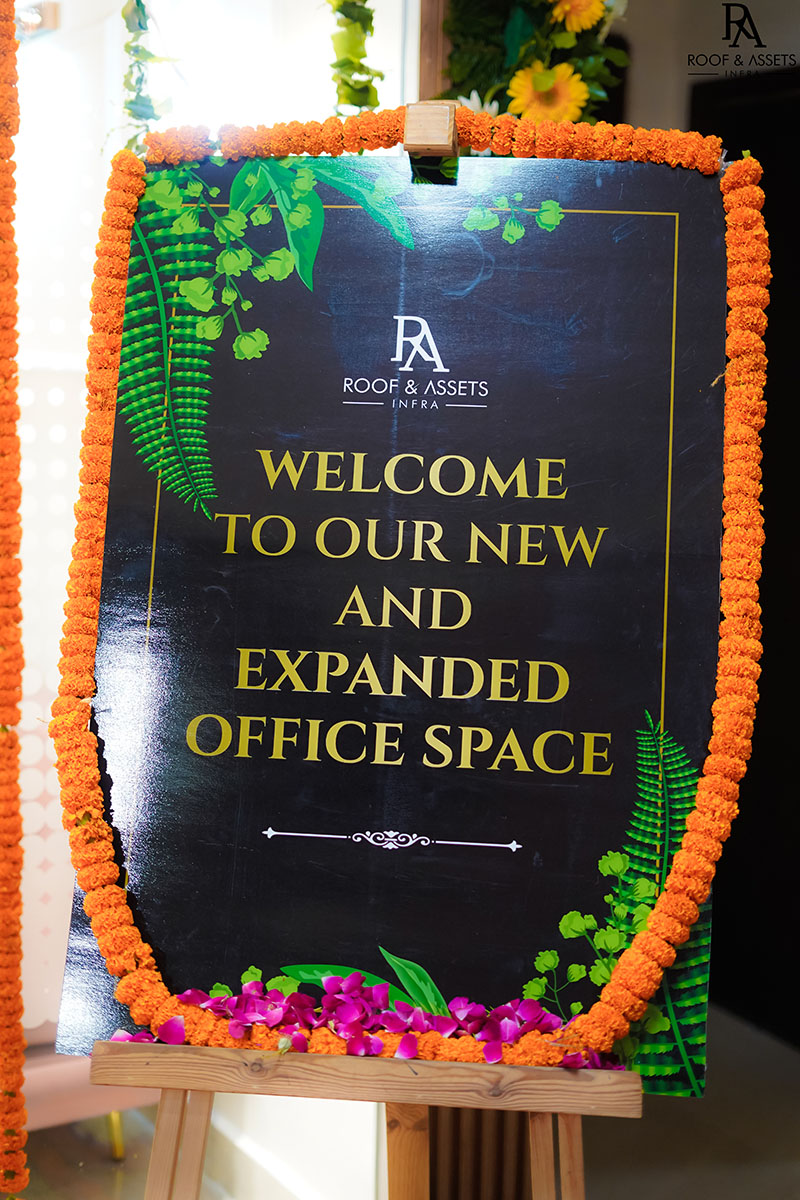 RA
ROOF & ASSETS
INFRA
RA
ROOF & ASSETS
INFRA
WELCOME
TO OUR NEW
AND
EXPANDED
OFFICE SPACE